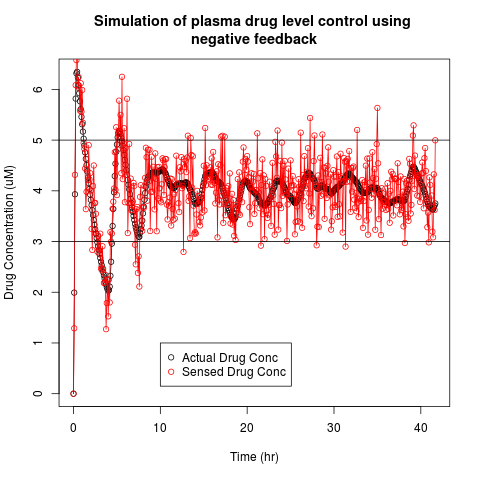 Simulation of plasma drug level control using
negative feedback
Drug Concentration (uM)
6
5
4
3
2
1
0
Actual Drug Conc
Sensed Drug Conc
0 10 20 30 40
Time (hr)